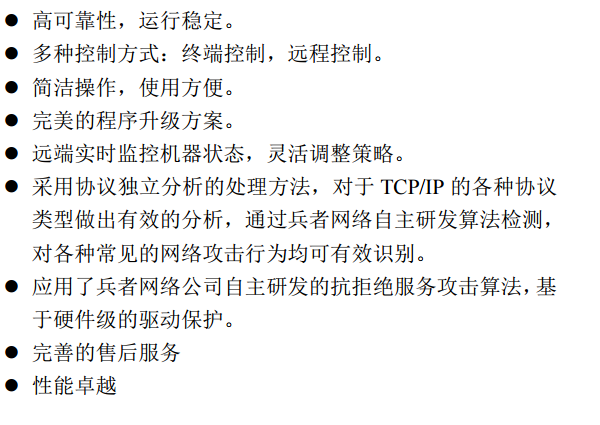 ● 高可靠性，运行稳定。
● 多种控制方式：终端控制，远程控制。
● 简洁操作，使用方便。
● 完美的程序升级方案。
● 远端实时监控机器状态，灵活调整策略。
● 采用协议独立分析的处理方法，对于 TCP/IP 的各种协议
类型做出有效的分析，通过兵者网络自主研发算法检测，
对各种常见的网络攻击行为均可有效识别。
● 应用了兵者网络公司自主研发的抗拒绝服务攻击算法，基
于硬件级的驱动保护。
● 完善的售后服务
● 性能卓越